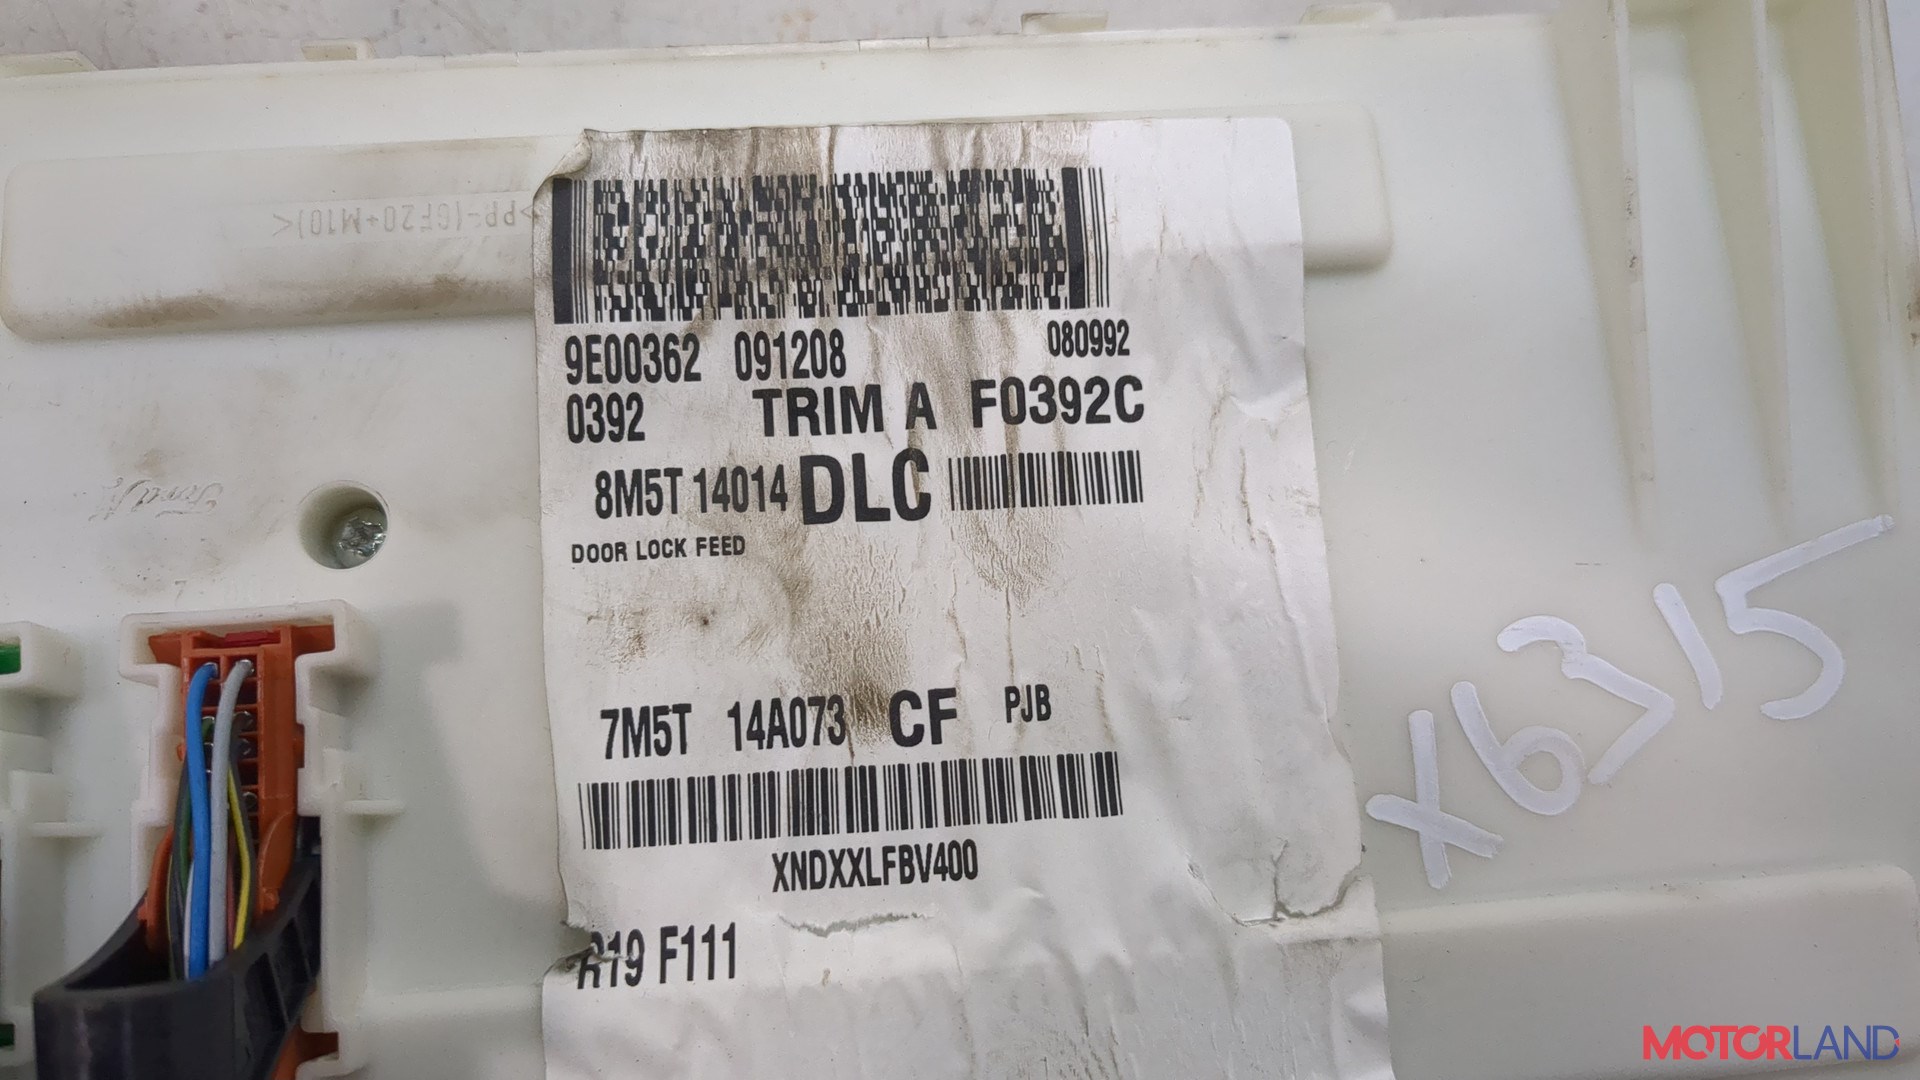 >PP-(GF20+M10)<
9E00362 091208 080992
0392 TRIM A F0392C
8M5T 14014 DLC
DOOR LOCK FEED
7M5T 14A073 CF PJB
XNDXXLFBV400
R19 F111
X6315
MOTORLAND